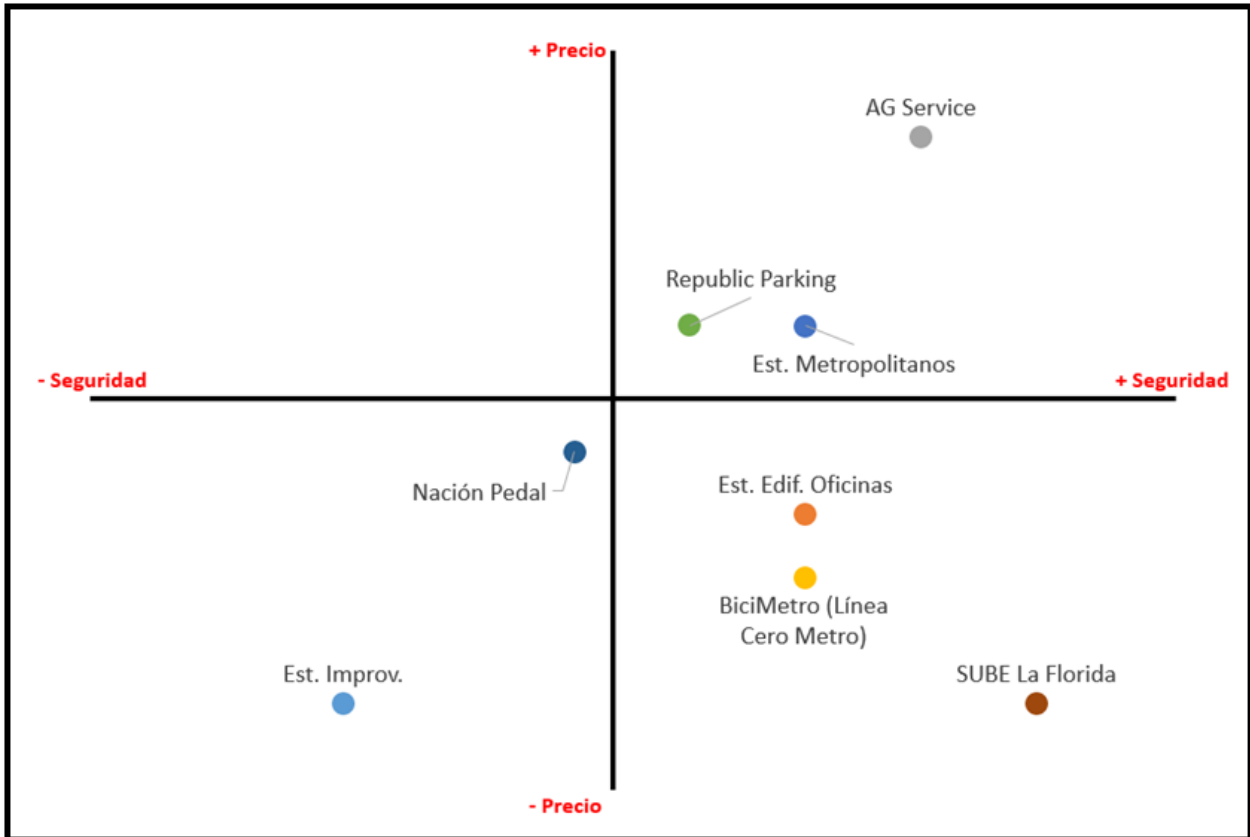 + Precio
AG Service
Republic Parking
Est. Metropolitanos
- Seguridad
+ Seguridad
Nación Pedal
Est. Edif. Oficinas
BiciMetro (Línea
Cero Metro)
Est. Improv.
SUBE La Florida
- Precio